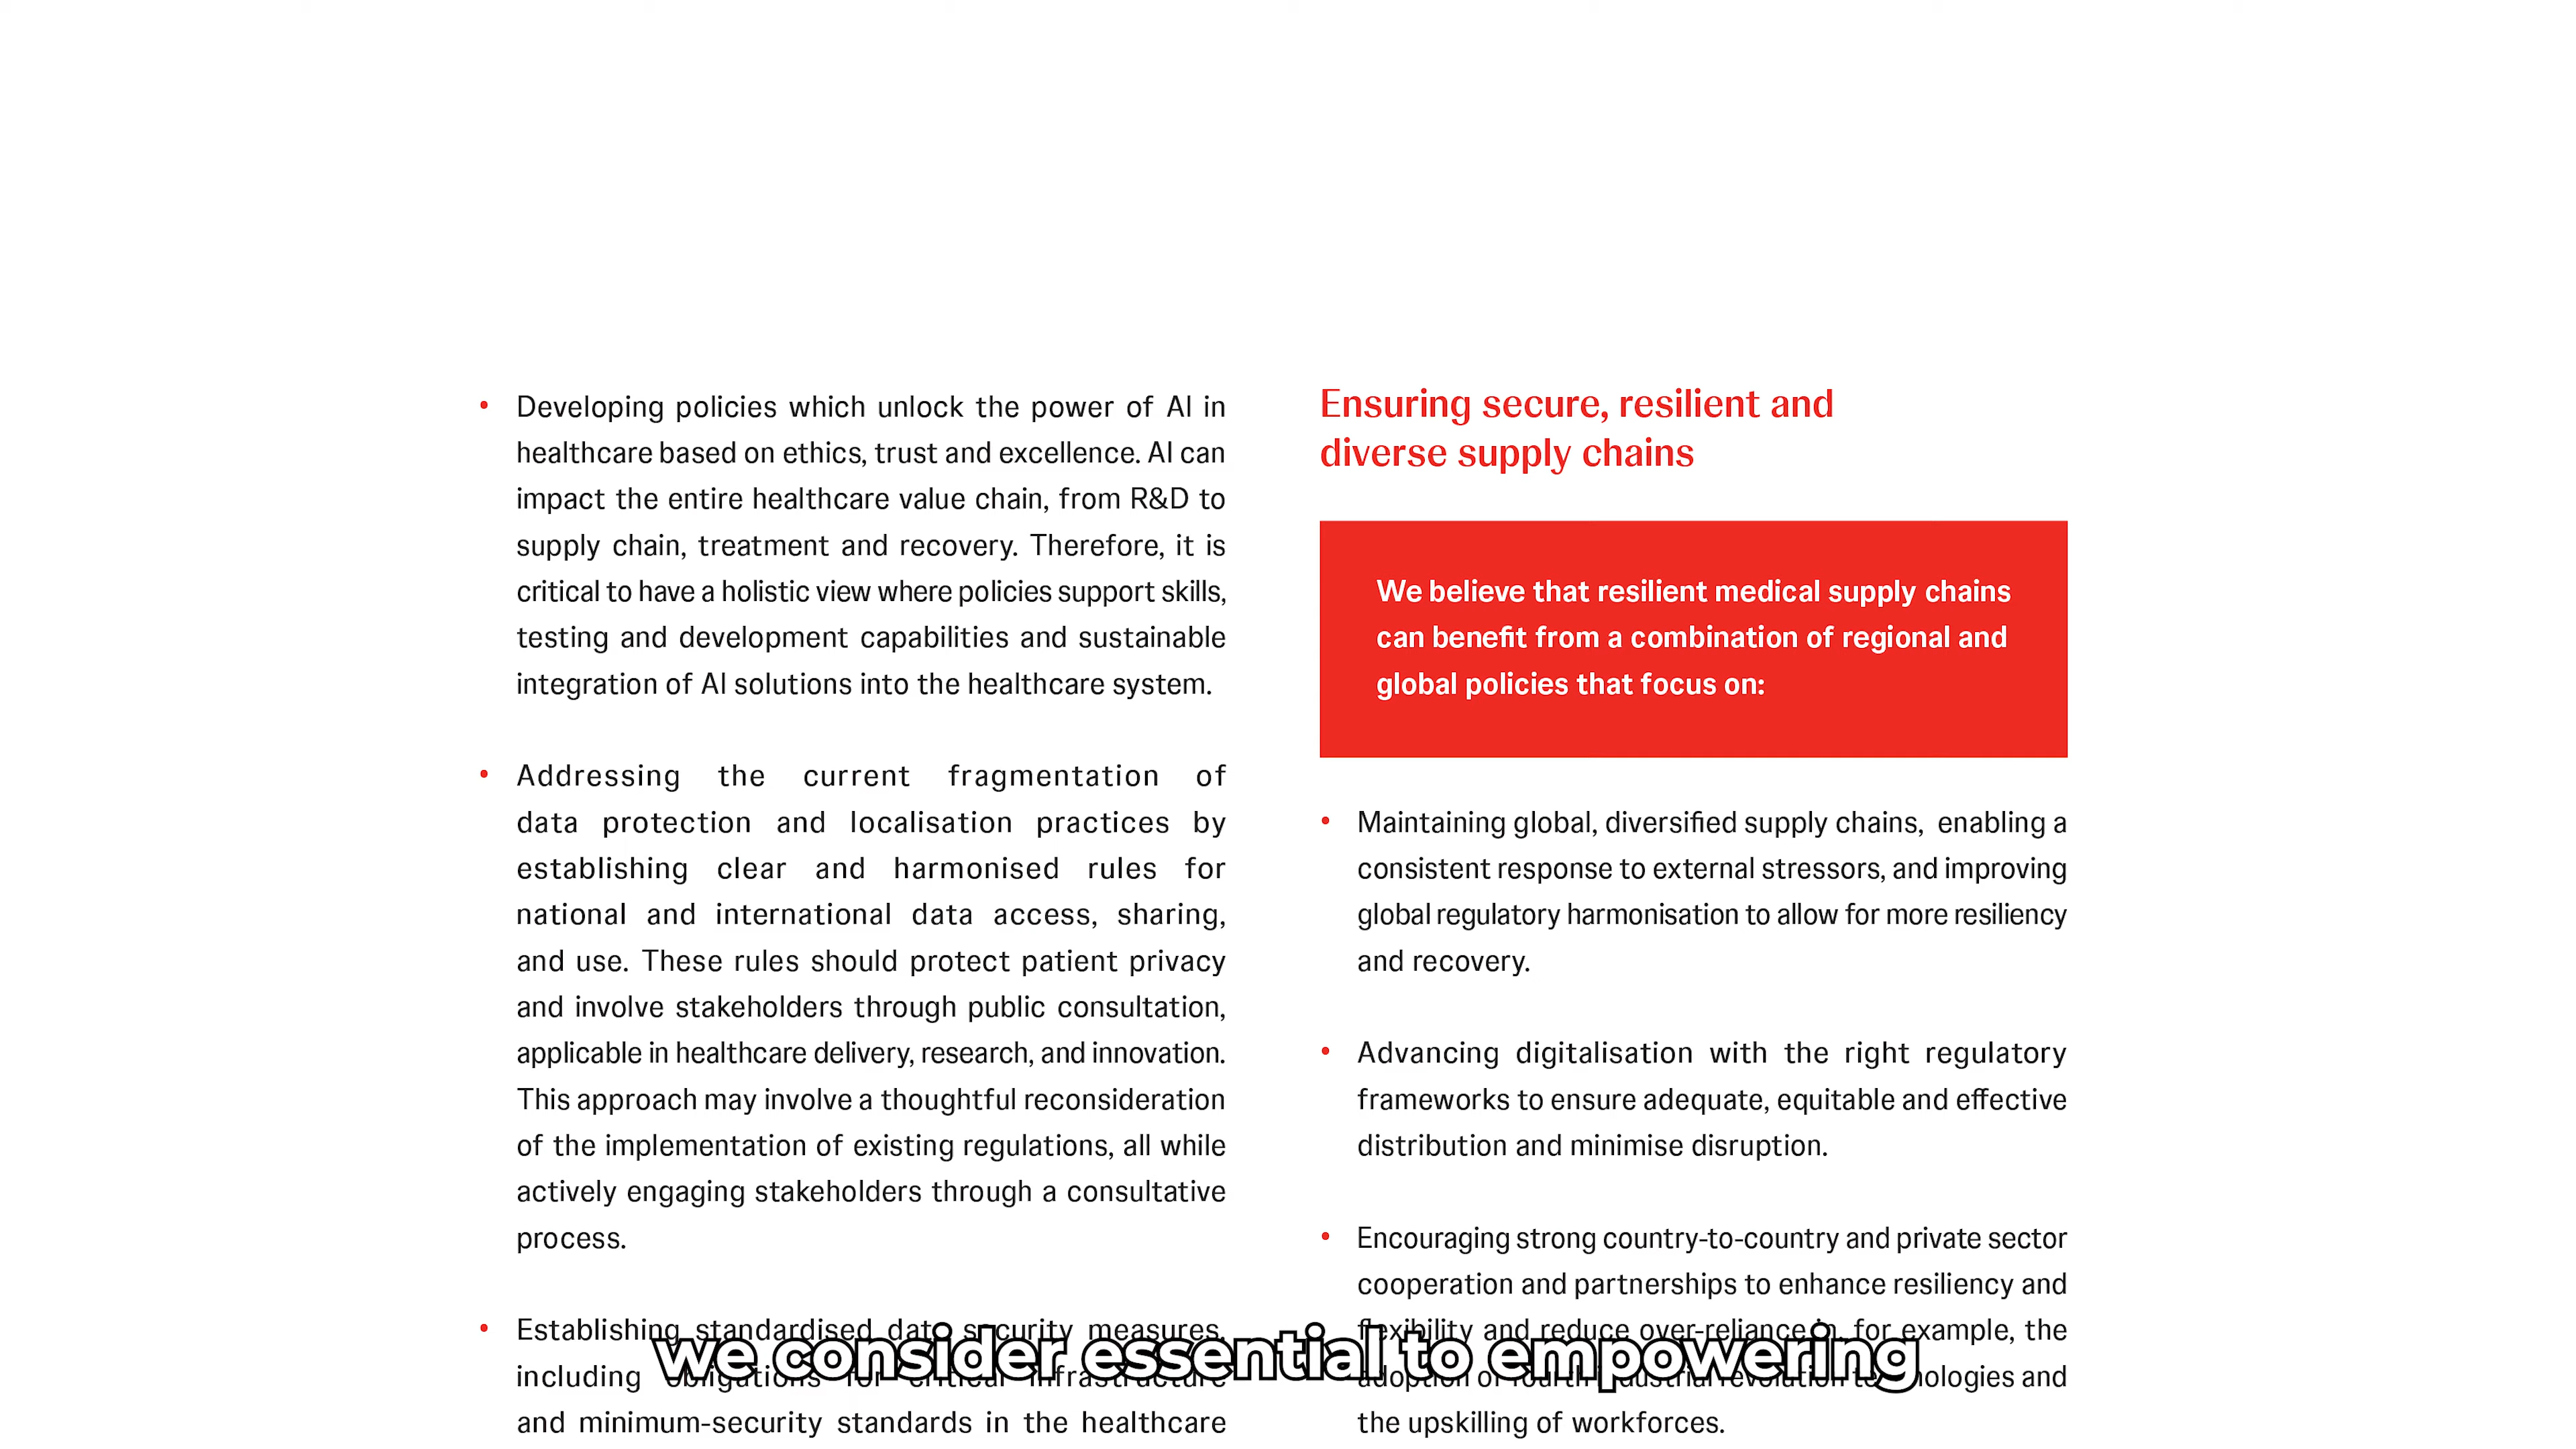 Developing policies which unlock the power of AI in
healthcare based on ethics, trust and excellence. AI can
impact the entire healthcare value chain, from R&D to
supply chain, treatment and recovery. Therefore, it is
critical to have a holistic view where policies support skills,
testing and development capabilities and sustainable
integration of AI solutions into the healthcare system.
Addressing the current fragmentation of
data protection and localisation practices by
establishing clear and harmonised rules for
national and international data access, sharing,
and use. These rules should protect patient privacy
and involve stakeholders through public consultation,
applicable in healthcare delivery, research, and innovation.
This approach may involve a thoughtful reconsideration
of the implementation of existing regulations, all while
actively engaging stakeholders through a consultative
process.
Establishing standardised data security measures,
including obligations for critical infrastructure
and minimum-security standards in the healthcare
Ensuring secure, resilient and
diverse supply chains
We believe that resilient medical supply chains
can benefit from a combination of regional and
global policies that focus on:
Maintaining global, diversified supply chains, enabling a
consistent response to external stressors, and improving
global regulatory harmonisation to allow for more resiliency
and recovery.
Advancing digitalisation with the right regulatory
frameworks to ensure adequate, equitable and effective
distribution and minimise disruption.
Encouraging strong country-to-country and private sector
cooperation and partnerships to enhance resiliency and
flexibility and reduce over-reliance in, for example, the
adoption of fourth industrial revolution technologies and
the upskilling of workforces.
we consider essential to empowering